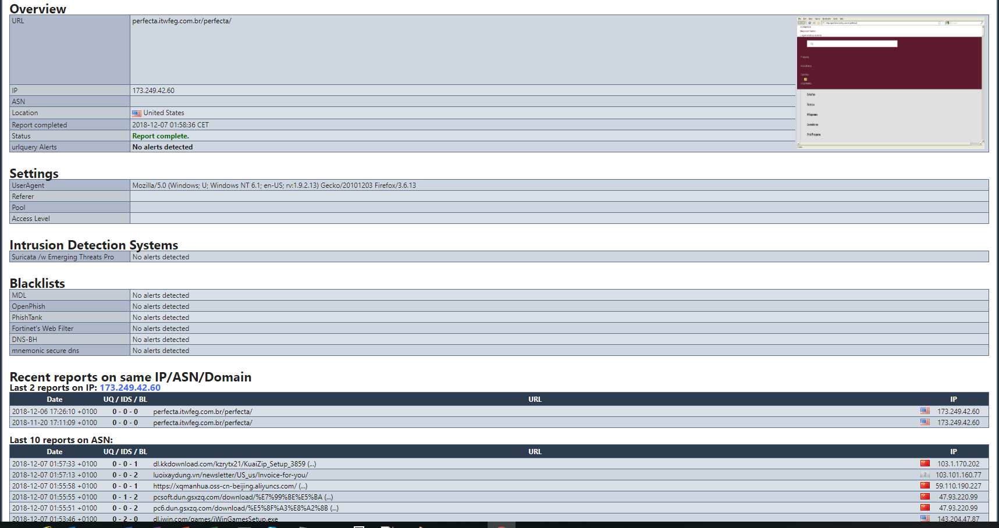 Overview
URL perfecta.itwfeg.com.br/perfecta/
IP 173.249.42.60
ASN
Location United States
Report completed 2018-12-07 01:58:36 CET
Status Report complete.
urlquery Alerts No alerts detected
Estufas
Fornos
Máquinas
Lavadoras
Pré Preparo
Settings
UserAgent Mozilla/5.0 (Windows; U; Windows NT 6.1; en-US; rv:1.9.2.13) Gecko/20101203 Firefox/3.6.13
Referer
Pool
Access Level
Intrusion Detection Systems
Suricata /w Emerging Threats Pro No alerts detected
Blacklists
MDL No alerts detected
OpenPhish No alerts detected
PhishTank No alerts detected
Fortinet's Web Filter No alerts detected
DNS-BH No alerts detected
mnemonic secure dns No alerts detected
Recent reports on same IP/ASN/Domain
Last 2 reports on IP: 173.249.42.60
Date UQ / IDS / BL URL IP
2018-12-06 17:26:10 +0100 0 - 0 - 0 perfecta.itwfeg.com.br/perfecta/ 173.249.42.60
2018-11-20 17:11:09 +0100 0 - 0 - 0 perfecta.itwfeg.com.br/perfecta/ 173.249.42.60
Last 10 reports on ASN:
Date UQ / IDS / BL URL IP
2018-12-07 01:57:33 +0100 0 - 0 - 1 dl.kkdownload.com/kzrytx21/KuaiZip_Setup_3859 (...) 103.1.170.202
2018-12-07 01:57:13 +0100 0 - 0 - 2 luoixaydung.vn/newsletter/US_us/Invoice-for-you/ 103.101.160.77
2018-12-07 01:55:58 +0100 0 - 0 - 1 https://xqmanhua.oss-cn-beijing.aliyuncs.com/ (...) 59.110.190.227
2018-12-07 01:55:55 +0100 0 - 1 - 2 pcsoft.dun.gsxzq.com/download/%E7%99%BE%E5%BA (...) 47.93.220.99
2018-12-07 01:55:51 +0100 0 - 0 - 2 pc6.dun.gsxzq.com/download/%E5%8F%A3%E8%A2%8B (...) 47.93.220.99
2018-12-07 01:53:46 +0100 0 - 2 - 0 dl.iwin.com/games/iWinGamesSetup.exe 143.204.47.87